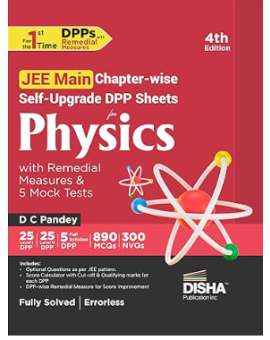 For the 1st Time DPPs with Remedial Measures
4th
Edition
JEE Main Chapter-wise
Self-Upgrade DPP Sheets
for
Physics
with Remedial
Measures &
5 Mock Tests
D C Pandey
25 Level I DPP
25 Level II DPP
5 Full Syllabus DPP
890 MCQs
300 NVQs
Includes:
• Optional Questions as per JEE pattern.
• Score Calculator with Cut-off & Qualifying marks for
each DPP
• DPP-wise Remedial Measure for Score improvement
Fully Solved | Errorless
DISHA
Publication Inc